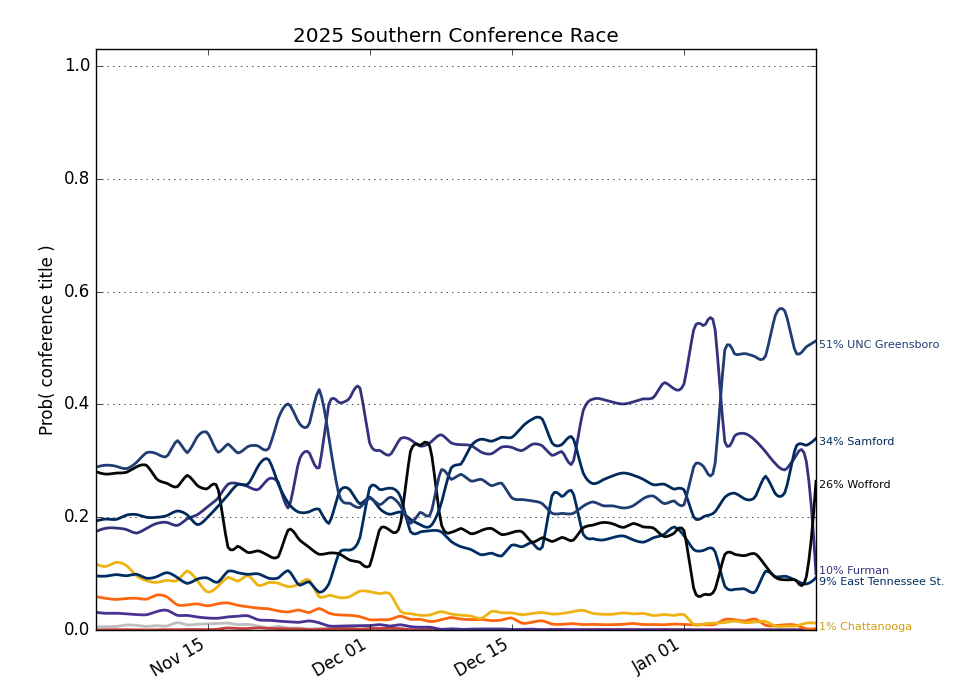 2025 Southern Conference Race
1.0
0.8
0.6
0.4
0.2
0.0
Prob( conference title )
51% UNC Greensboro
34% Samford
26% Wofford
10% Furman
9% East Tennessee St.
1% Chattanooga
Nov 15
Dec 01
Dec 15
Jan 01